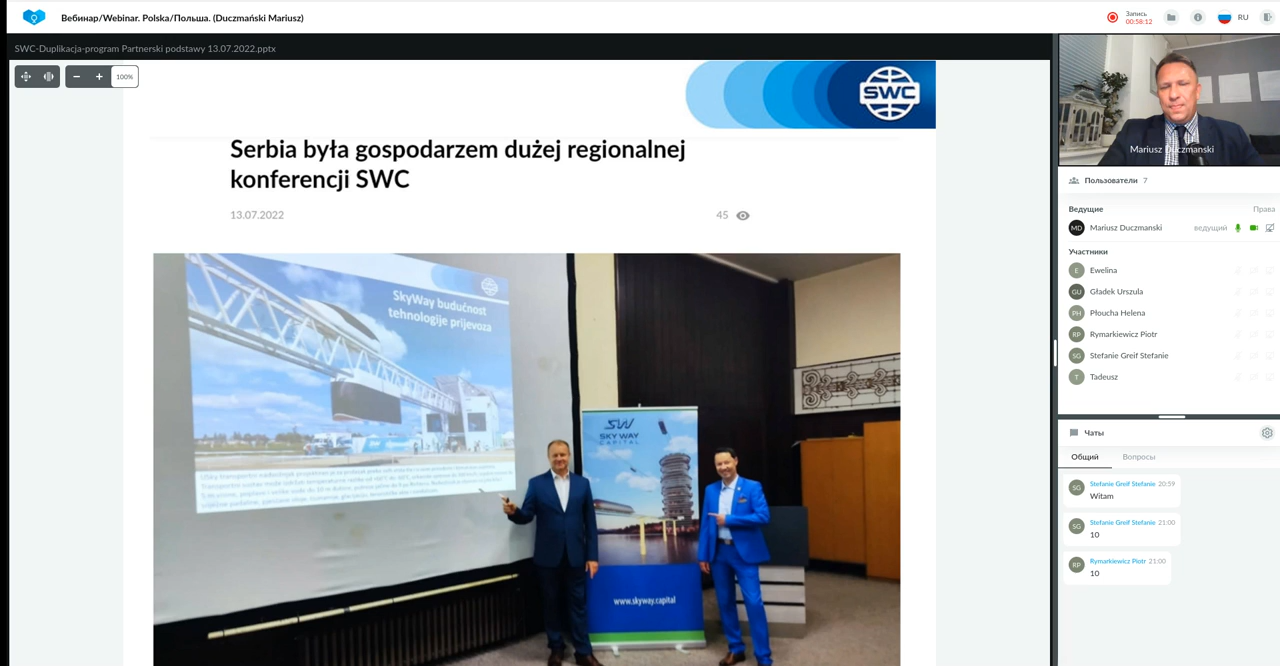 Вебинар/Webinar. Polska/Польша. (Duczmański Mariusz)
Запись
00:58:12
RU
SWC-Duplikacja-program Partnerski podstawy 13.07.2022.pptx
100%
SWC
Serbia była gospodarzem dużej regionalnej
konferencji SWC
13.07.2022
45
SkyWay budućnost
tehnologije prijevoza
SW
SKY WAY
CAPITAL
www.skyway.capital
Mariusz Duczmanski
Пользователи 7
Ведущие Права
MD Mariusz Duczmanski ведущий
Участники
E Ewelina
GU Gładek Urszula
PH Płoucha Helena
RP Rymarkiewicz Piotr
SG Stefanie Greif Stefanie
T Tadeusz
Чаты
Общий Вопросы
SG Stefanie Greif Stefanie 20:59
Witam
SG Stefanie Greif Stefanie 21:00
10
RP Rymarkiewicz Piotr 21:00
10